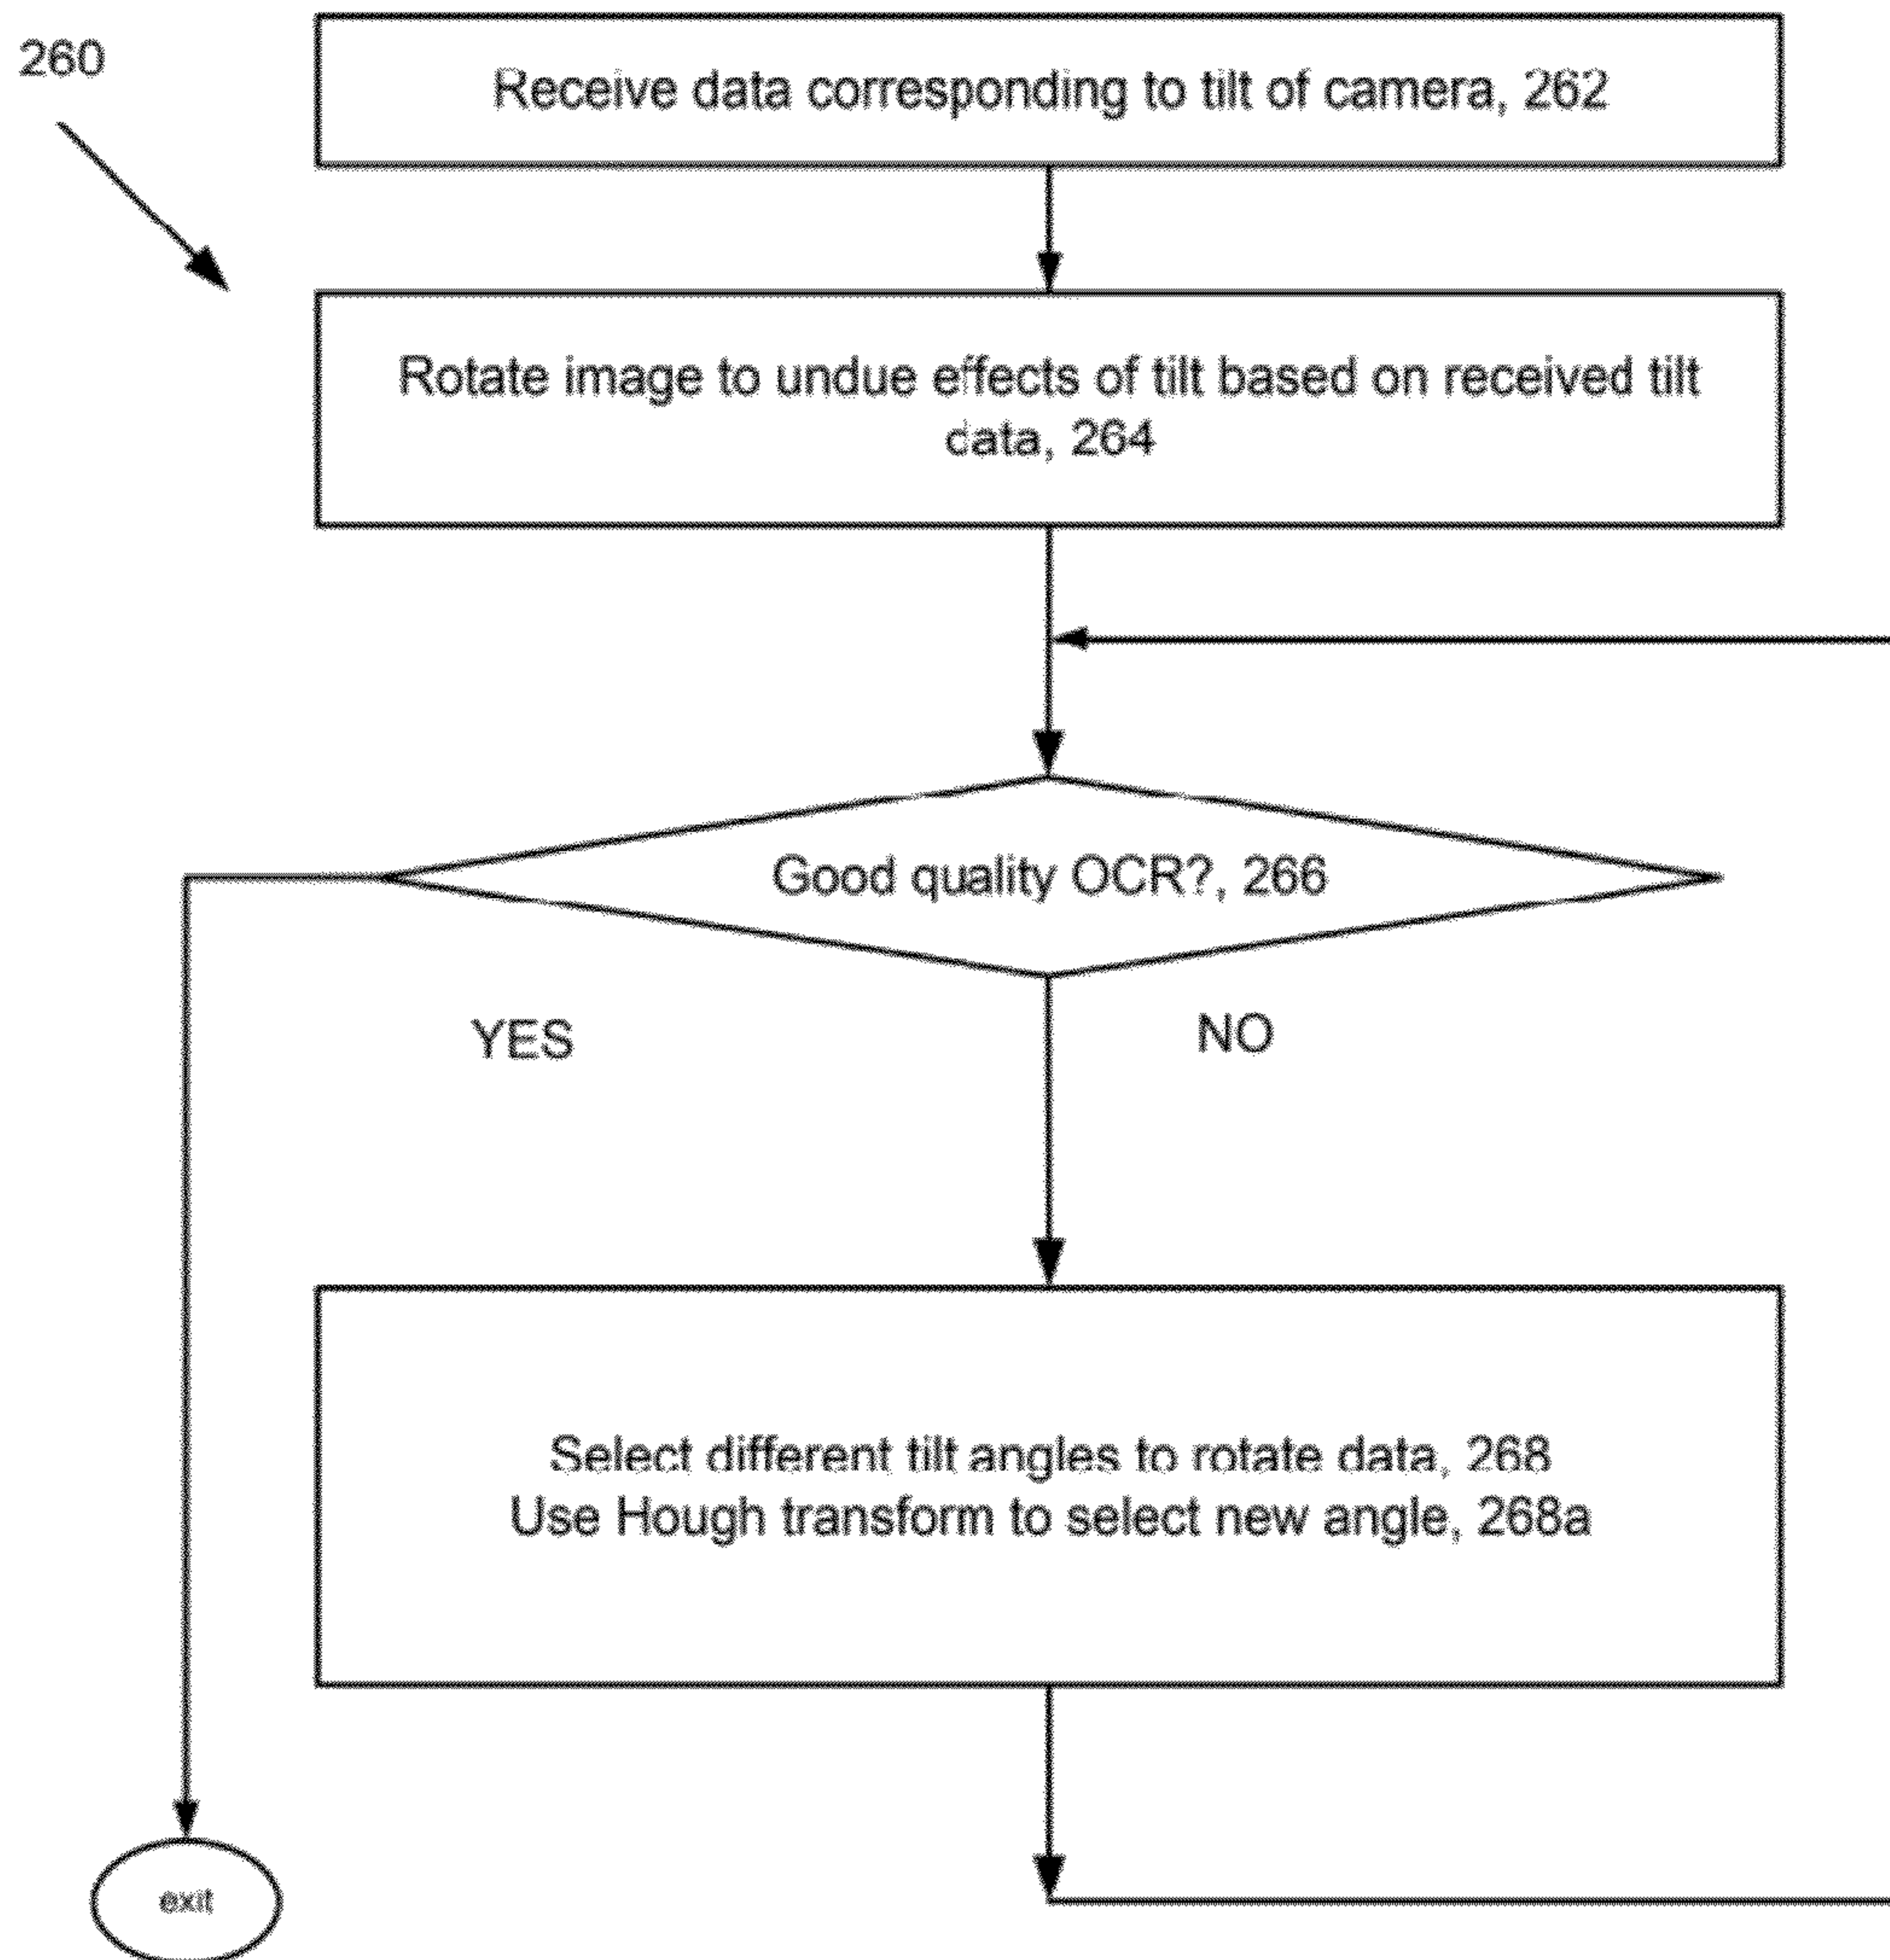 260
Receive data corresponding to tilt of camera, 262
Rotate image to undue effects of tilt based on received tilt
data, 264
Good quality OCR?, 266
YES
NO
Select different tilt angles to rotate data, 268
Use Hough transform to select new angle, 268a
exit